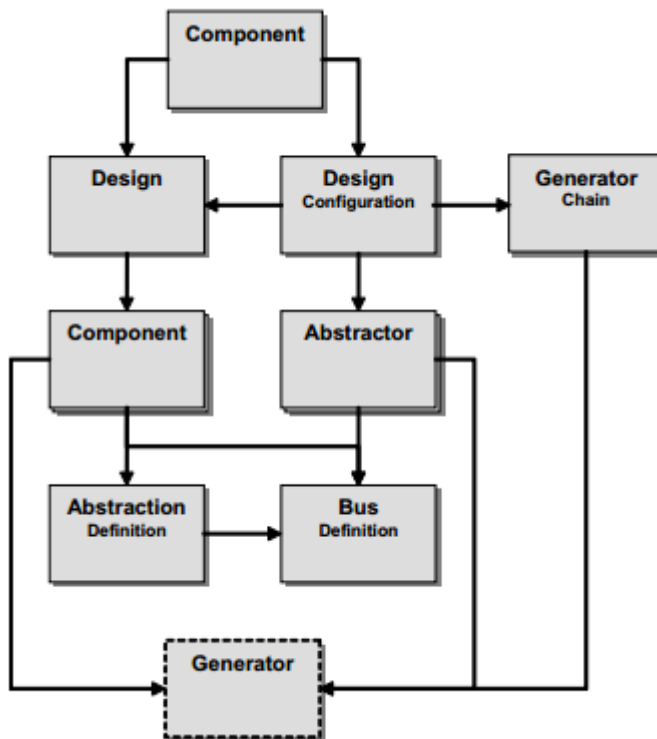 Component
Design
Design
Configuration
Generator
Chain
Component
Abstractor
Abstraction
Definition
Bus
Definition
Generator